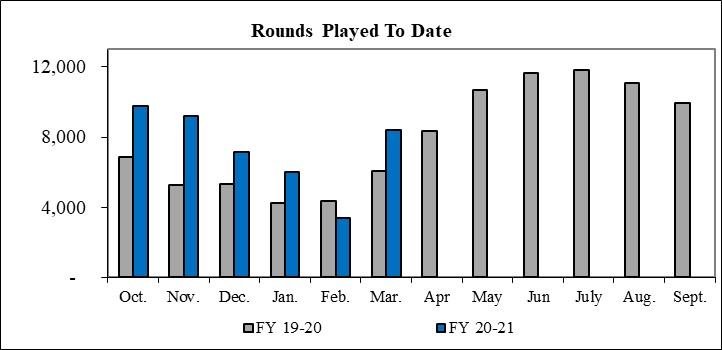 Rounds Played To Date
12,000
8,000
4,000
-
Oct. Nov. Dec. Jan. Feb. Mar. Apr May Jun July Aug. Sept.
FY 19-20 FY 20-21